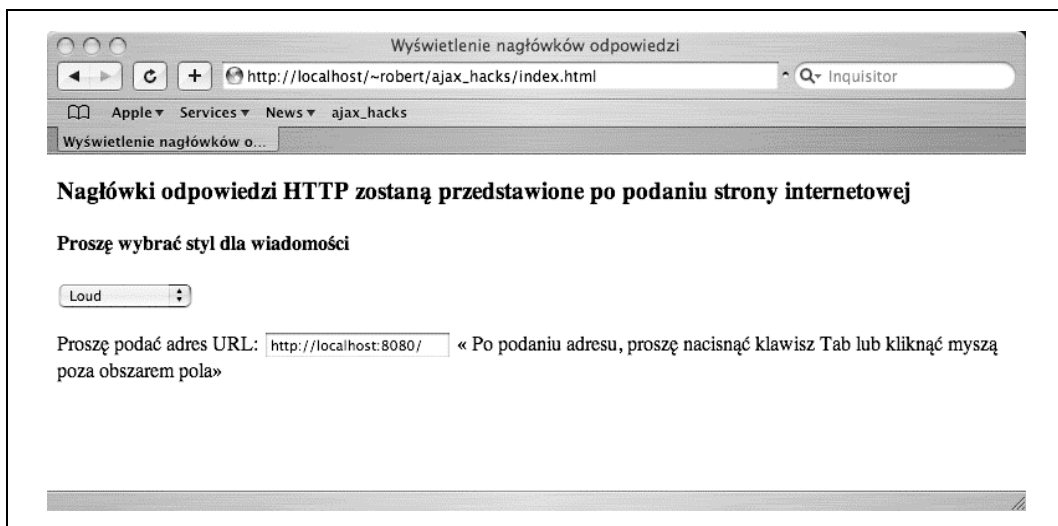 Wyświetlenie nagłówków odpowiedzi
http://localhost/~robert/ajax_hacks/index.html
Inquisitor
Apple Services News ajax_hacks
Wyświetlenie nagłówków o...
Nagłówki odpowiedzi HTTP zostaną przedstawione po podaniu strony internetowej
Proszę wybrać styl dla wiadomości
Loud
Proszę podać adres URL: http://localhost:8080/ « Po podaniu adresu, proszę nacisnąć klawisz Tab lub kliknąć myszą
poza obszarem pola»